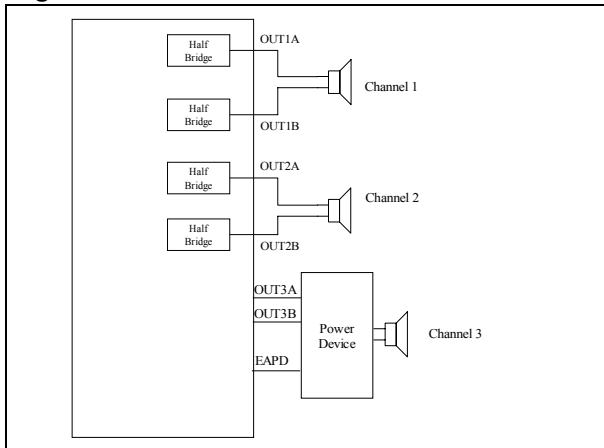 Half
Bridge
OUT1A
Channel 1
Half
Bridge
OUT1B
Half
Bridge
OUT2A
Channel 2
Half
Bridge
OUT2B
OUT3A
OUT3B
Power
Device
Channel 3
EAPD